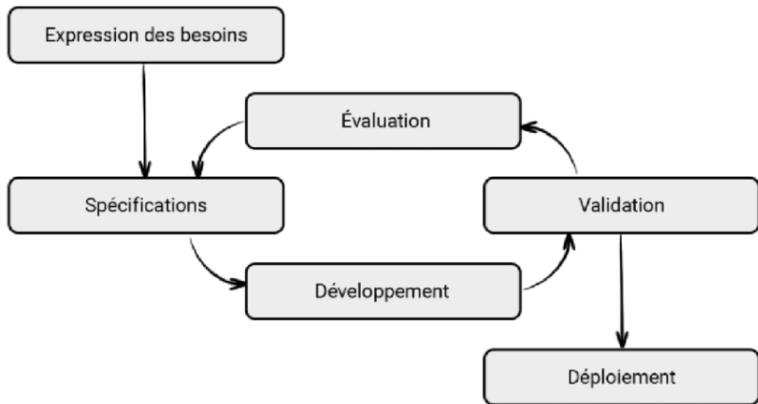 Expression des besoins
Évaluation
Spécifications
Validation
Développement
Déploiement